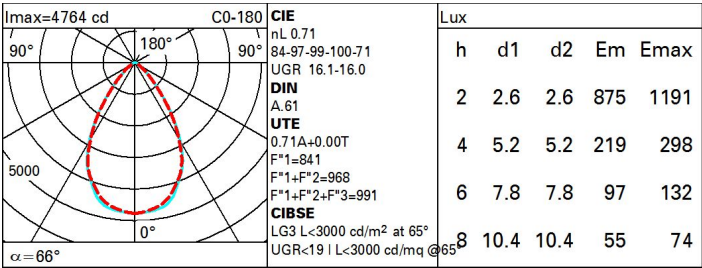 Imax=4764 cd C0-180
90° 180° 90°
5000
0°
α=66°
CIE
nL 0.71
84-97-99-100-71
UGR 16.1-16.0
DIN
A.61
UTE
0.71A+0.00T
F"1=841
F"1+F"2=968
F"1+F"2+F"3=991
CIBSE
LG3 L<3000 cd/m² at 65°
UGR<19 | L<3000 cd/mq @65°
Lux
h d1 d2 Em Emax
2 2.6 2.6 875 1191
4 5.2 5.2 219 298
6 7.8 7.8 97 132
8 10.4 10.4 55 74